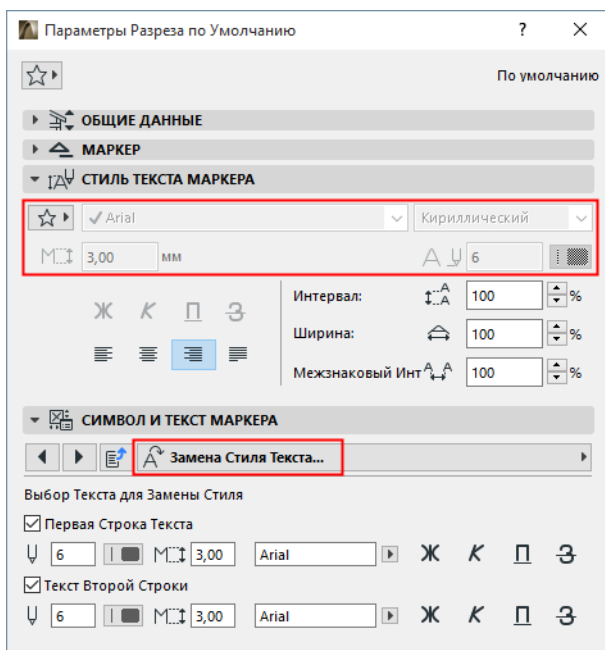 Параметры Разреза по Умолчанию ?
По умолчанию
ОБЩИЕ ДАННЫЕ
МАРКЕР
СТИЛЬ ТЕКСТА МАРКЕРА
Arial Кириллический
3,00 мм 6
Ж К П З
Интервал: 100 %
Ширина: 100 %
Межзнаковый Инт 100 %
СИМВОЛ И ТЕКСТ МАРКЕРА
Замена Стиля Текста...
Выбор Текста для Замены Стиля
Первая Строка Текста
6 3,00 Arial Ж К П З
Текст Второй Строки
6 3,00 Arial Ж К П З